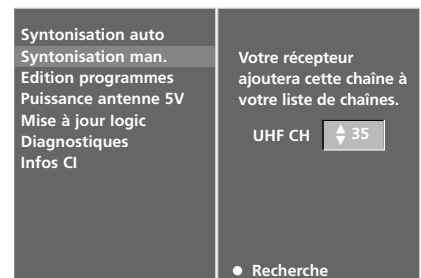 Syntonisation auto
Syntonisation man.
Edition programmes
Puissance antenne 5V
Mise à jour logic
Diagnostiques
Infos CI
Votre récepteur
ajoutera cette chaîne à
votre liste de chaînes.
UHF CH 35
Recherche